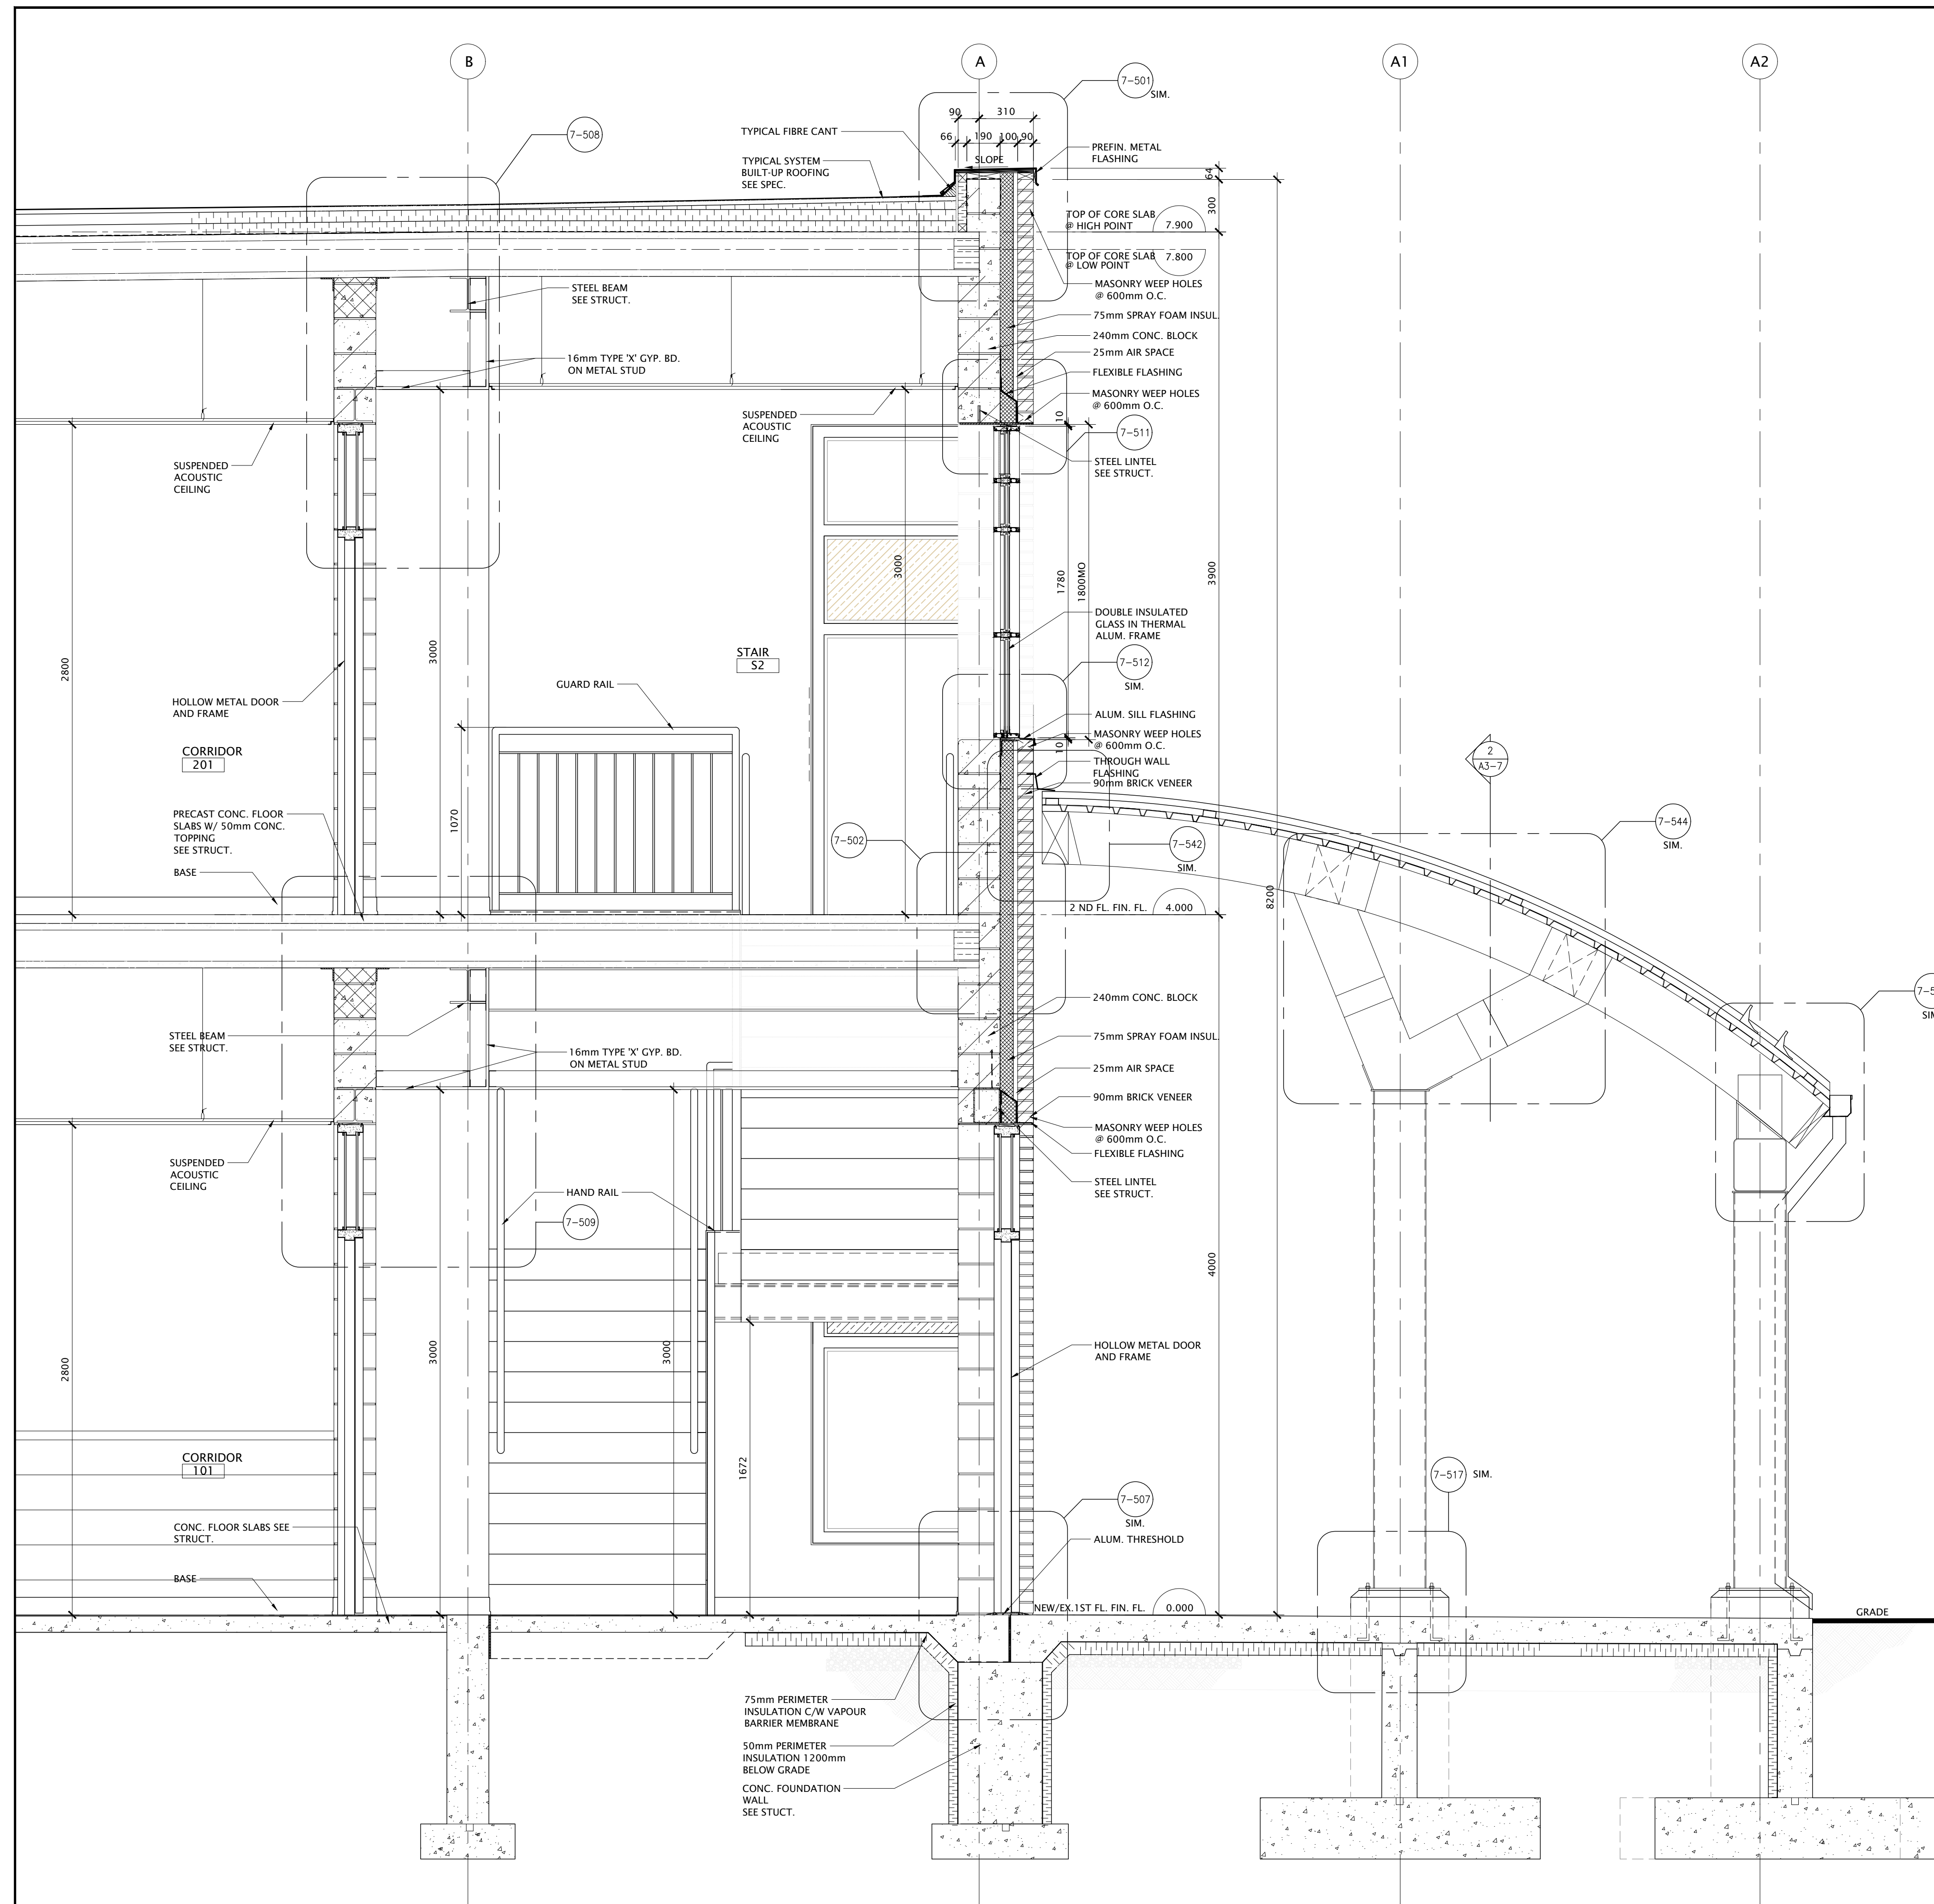 B
A
A1
A2
7-501
SIM.
7-508
90
310
66
190
100
90
SLOPE
TYPICAL FIBRE CANT
TYPICAL SYSTEM
BUILT-UP ROOFING
SEE SPEC.
PREFIN. METAL
FLASHING
64
300
TOP OF CORE SLAB
@ HIGH POINT
7.900
TOP OF CORE SLAB
@ LOW POINT
7.800
MASONRY WEEP HOLES
@ 600mm O.C.
STEEL BEAM
SEE STRUCT.
75mm SPRAY FOAM INSUL.
240mm CONC. BLOCK
25mm AIR SPACE
16mm TYPE 'X' GYP. BD.
ON METAL STUD
FLEXIBLE FLASHING
MASONRY WEEP HOLES
@ 600mm O.C.
10
SUSPENDED
ACOUSTIC
CEILING
7-511
SUSPENDED
ACOUSTIC
CEILING
STEEL LINTEL
SEE STRUCT.
3000
1780
1800MO
3900
DOUBLE INSULATED
GLASS IN THERMAL
ALUM. FRAME
2800
3000
STAIR
S2
7-512
SIM.
GUARD RAIL
HOLLOW METAL DOOR
AND FRAME
ALUM. SILL FLASHING
MASONRY WEEP HOLES
@ 600mm O.C.
10
CORRIDOR
201
THROUGH WALL
FLASHING
90mm BRICK VENEER
2
A3-7
1070
PRECAST CONC. FLOOR
SLABS W/ 50mm CONC.
TOPPING
SEE STRUCT.
7-502
7-542
SIM.
7-544
SIM.
BASE
8200
2 ND FL. FIN. FL.
4.000
7-5
SIM
240mm CONC. BLOCK
STEEL BEAM
SEE STRUCT.
75mm SPRAY FOAM INSUL.
16mm TYPE 'X' GYP. BD.
ON METAL STUD
25mm AIR SPACE
90mm BRICK VENEER
MASONRY WEEP HOLES
@ 600mm O.C.
FLEXIBLE FLASHING
SUSPENDED
ACOUSTIC
CEILING
STEEL LINTEL
SEE STRUCT.
HAND RAIL
7-509
4000
HOLLOW METAL DOOR
AND FRAME
2800
3000
3000
1672
CORRIDOR
101
7-517
SIM.
7-507
SIM.
CONC. FLOOR SLABS SEE
STRUCT.
ALUM. THRESHOLD
BASE
NEW/EX.1ST FL. FIN. FL.
0.000
GRADE
75mm PERIMETER
INSULATION C/W VAPOUR
BARRIER MEMBRANE
50mm PERIMETER
INSULATION 1200mm
BELOW GRADE
CONC. FOUNDATION
WALL
SEE STUCT.